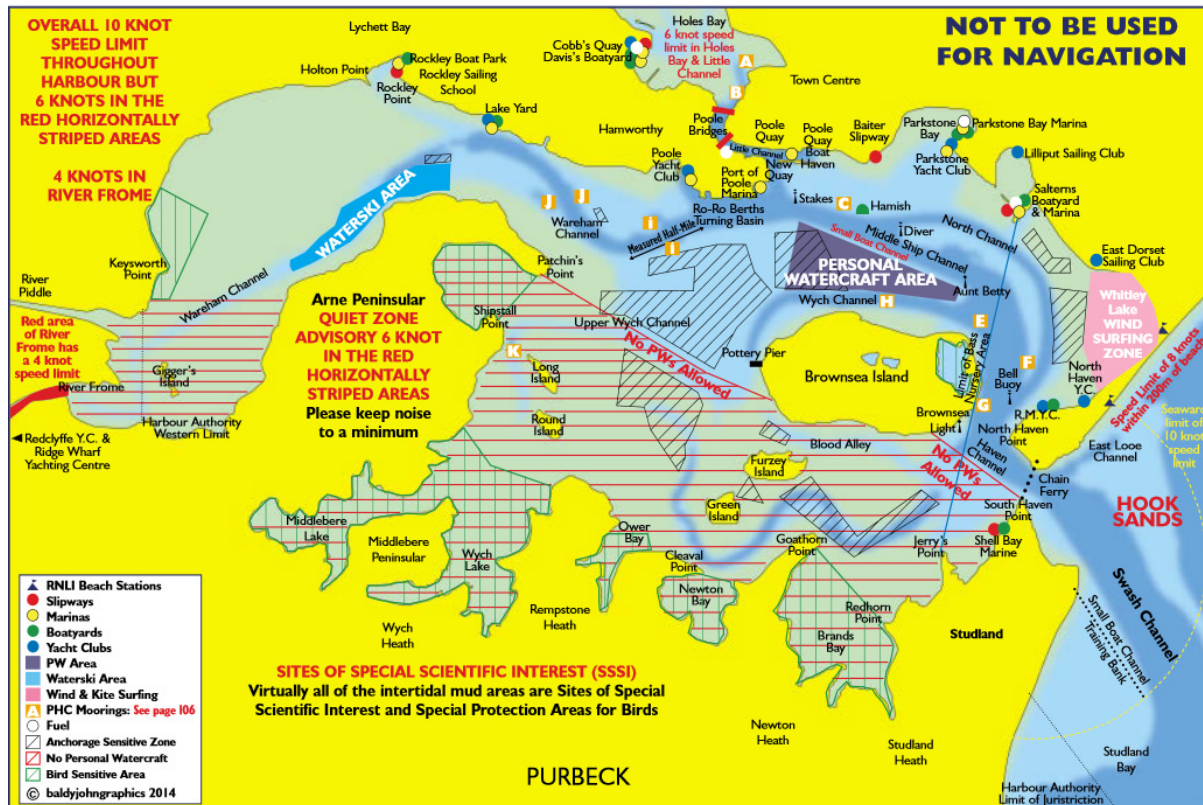 OVERALL 10 KNOT
SPEED LIMIT
THROUGHOUT
HARBOUR BUT
6 KNOTS IN THE
RED HORIZONTALLY
STRIPED AREAS
4 KNOTS IN
RIVER FROME
Lychett Bay
Holes Bay
6 knot speed
limit in Holes
Bay & Little
Channel
NOT TO BE USED
FOR NAVIGATION
Cobb's Quay
Davis's Boatyard
A
B
Town Centre
Holton Point
Rockley Boat Park
Rockley Sailing
School
Rockley
Point
Lake Yard
Hamworthy
Poole
Bridges
Little Channel
Poole
Quay
Poole
Quay
Boat
Haven
New
Quay
Baiter
Slipway
Parkstone
Bay
Parkstone Bay Marina
Parkstone
Yacht Club
Lilliput Sailing Club
Poole
Yacht
Club
Port of
Poole
Marina
Salterns
Boatyard
& Marina
WATERSKI AREA
J
J
Wareham
Channel
i
i
Measured Half-Mile
Ro-Ro Berths
Turning Basin
Stakes
C
Hamish
Diver
North Channel
Middle Ship Channel
Small Boat Channel
PERSONAL
WATERCRAFT AREA
Aunt Betty
East Dorset
Sailing Club
Keysworth
Point
River
Piddle
Wareham Channel
Patchin's
Point
Wych Channel
H
Whitley
Lake
WIND
SURFING
ZONE
Red area
of River
Frome has
a 4 knot
speed limit
Arne Peninsular
QUIET ZONE
ADVISORY 6 KNOT
IN THE RED
HORIZONTALLY
STRIPED AREAS
Please keep noise
to a minimum
Shipstall
Point
Upper Wych Channel
No PWs Allowed
Pottery Pier
E
Limit of Bass
Nursery Area
F
Bell
Buoy
North
Haven
Y.C.
Speed Limit of 8 knots
within 200m of beach
K
Long
Island
Brownsea Island
Gigger's
Island
River Frome
Harbour Authority
Western Limit
Round
Island
G
Brownsea
Light
R.M.Y.C.
North Haven
Point
Seaward
limit of
10 knot
speed
limit
Redclyffe Y.C. &
Ridge Wharf
Yachting Centre
Blood Alley
Haven
Channel
East Looe
Channel
Furzey
Island
No PWs
Allowed
Chain
Ferry
Green
Island
South Haven
Point
HOOK
SANDS
Middlebere
Lake
Middlebere
Peninsular
Wych
Lake
Ower
Bay
Cleaval
Point
Goathorn
Point
Jerry's
Point
Shell Bay
Marine
Newton
Bay
Rempstone
Heath
Wych
Heath
Redhorn
Point
Brands
Bay
Studland
Swash Channel
Small Boat Channel
Training Bank
RNLI Beach Stations
Slipways
Marinas
Boatyards
Yacht Clubs
PW Area
Waterski Area
Wind & Kite Surfing
A PHC Moorings: See page 106
Fuel
Anchorage Sensitive Zone
No Personal Watercraft
Bird Sensitive Area
© baldyjohngraphics 2014
SITES OF SPECIAL SCIENTIFIC INTEREST (SSSI)
Virtually all of the intertidal mud areas are Sites of Special
Scientific Interest and Special Protection Areas for Birds
Newton
Heath
Studland
Heath
Studland
Bay
PURBECK
Harbour Authority
Limit of Juristriction